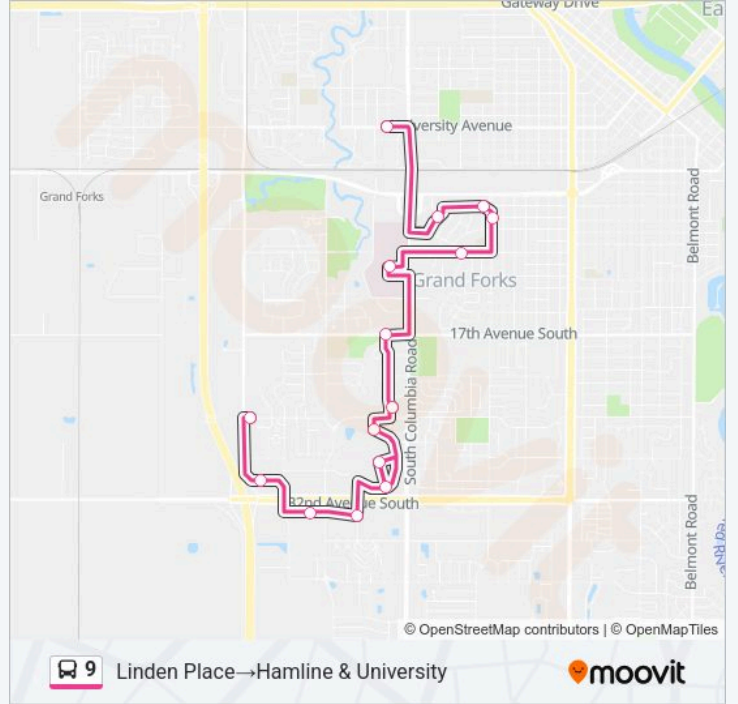 Gateway Drive
Ea
versity Avenue
Grand Forks
Belmont Road
Grand Forks
17th Avenue South
South Columbia Road
32nd Avenue South
Belmont Road
© OpenStreetMap contributors | © OpenMapTiles
9 Linden Place→Hamline & University
moovit